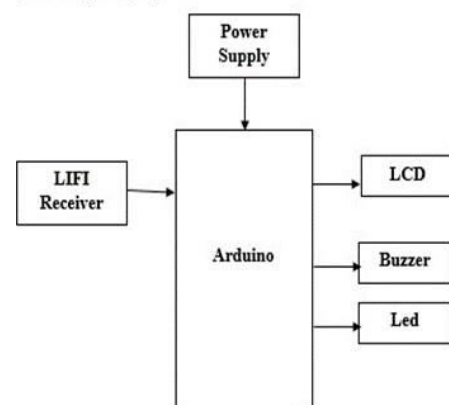 Power
Supply
LIFI
Receiver
LCD
Arduino
Buzzer
Led